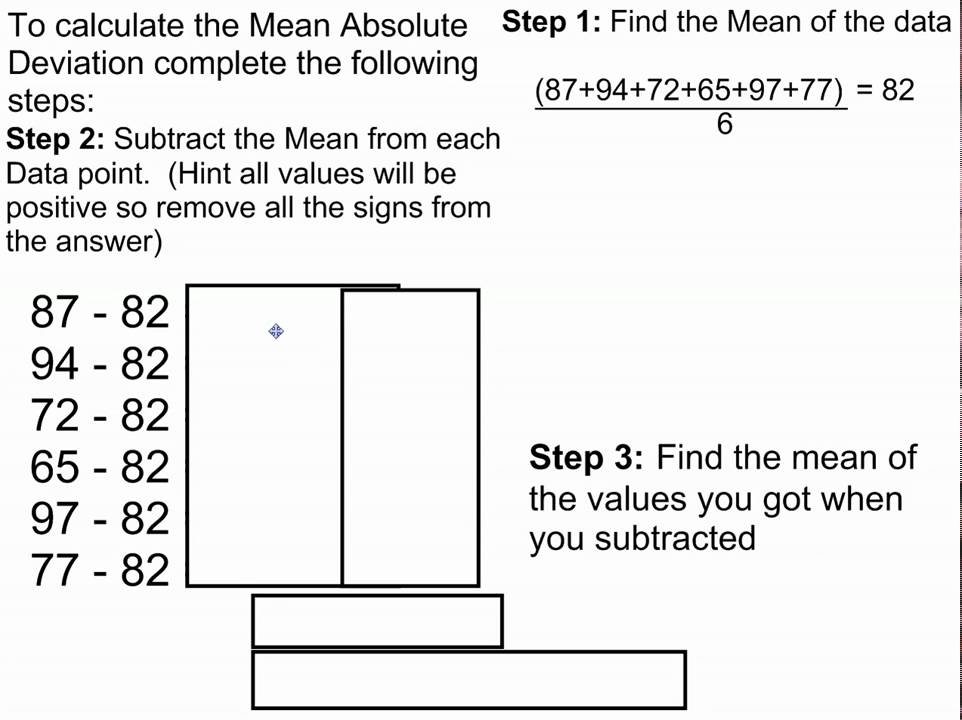 To calculate the Mean Absolute
Deviation complete the following
steps:
Step 1: Find the Mean of the data
(87+94+72+65+97+77) = 82
6
Step 2: Subtract the Mean from each
Data point.  (Hint all values will be
positive so remove all the signs from
the answer)
87 - 82
94 - 82
72 - 82
65 - 82
97 - 82
77 - 82
Step 3: Find the mean of
the values you got when
you subtracted